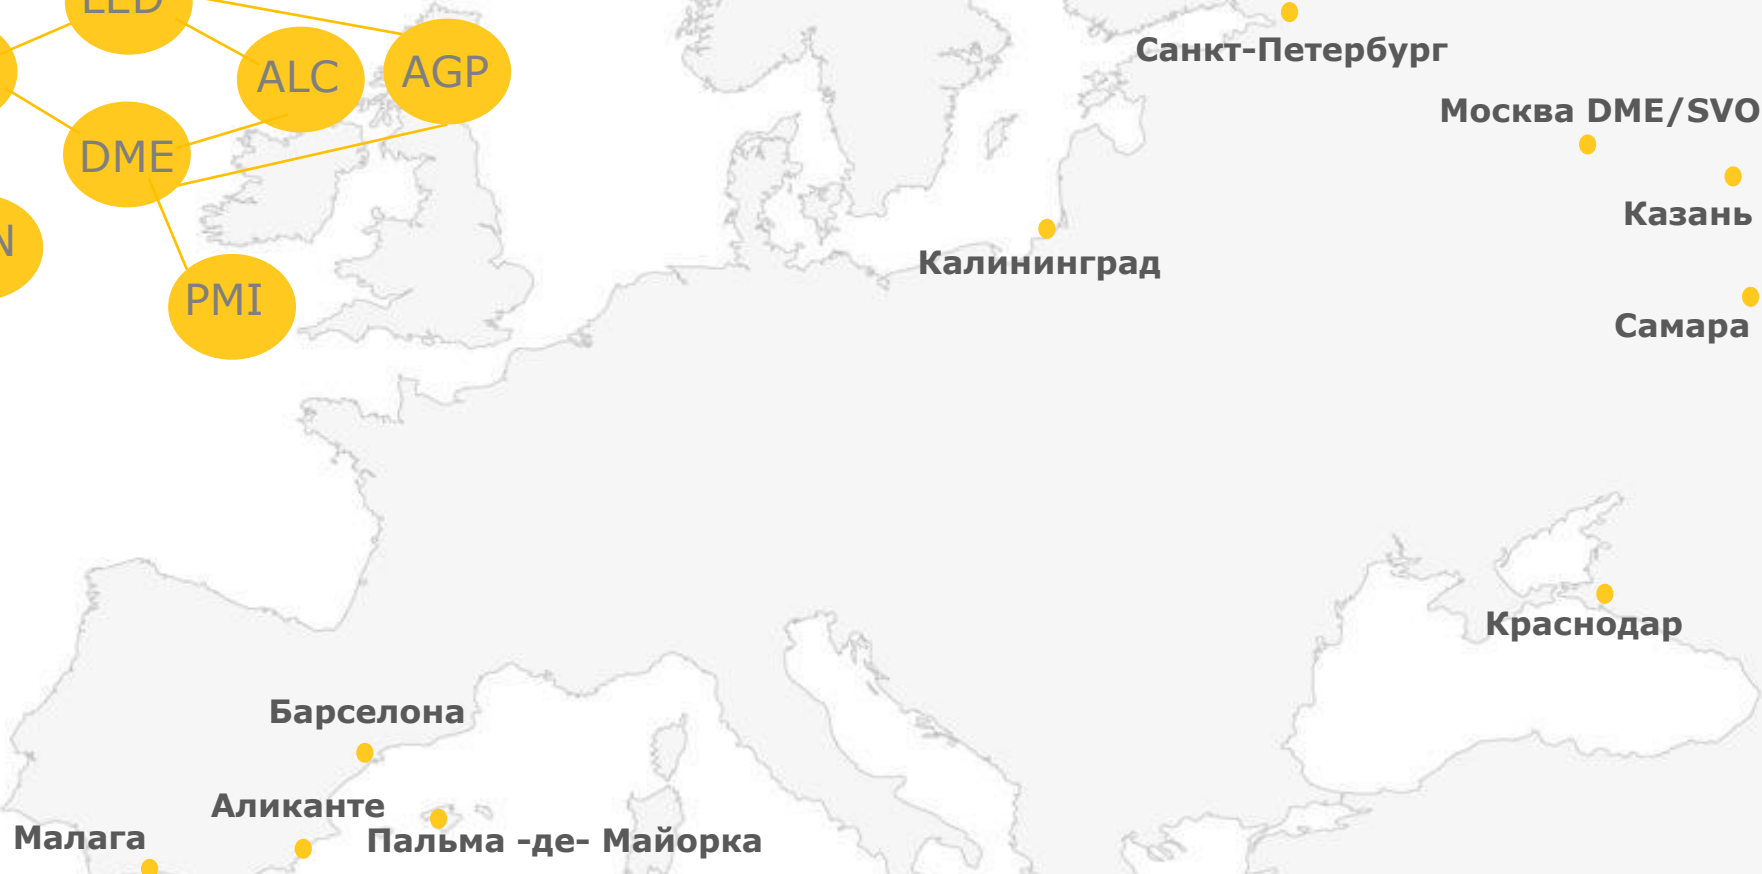 LED
ALC
AGP
DME
PMI
Санкт-Петербург
Москва DME/SVO
Казань
Калининград
Самара
Краснодар
Барселона
Аликанте
Малага
Пальма -де- Майорка